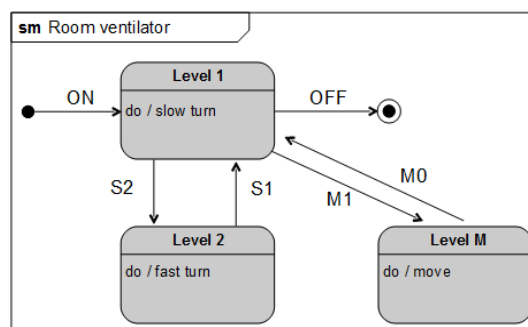 sm Room ventilator
Level 1
ON
do / slow turn
OFF
S2
S1
M1
M0
Level 2
do / fast turn
Level M
do / move